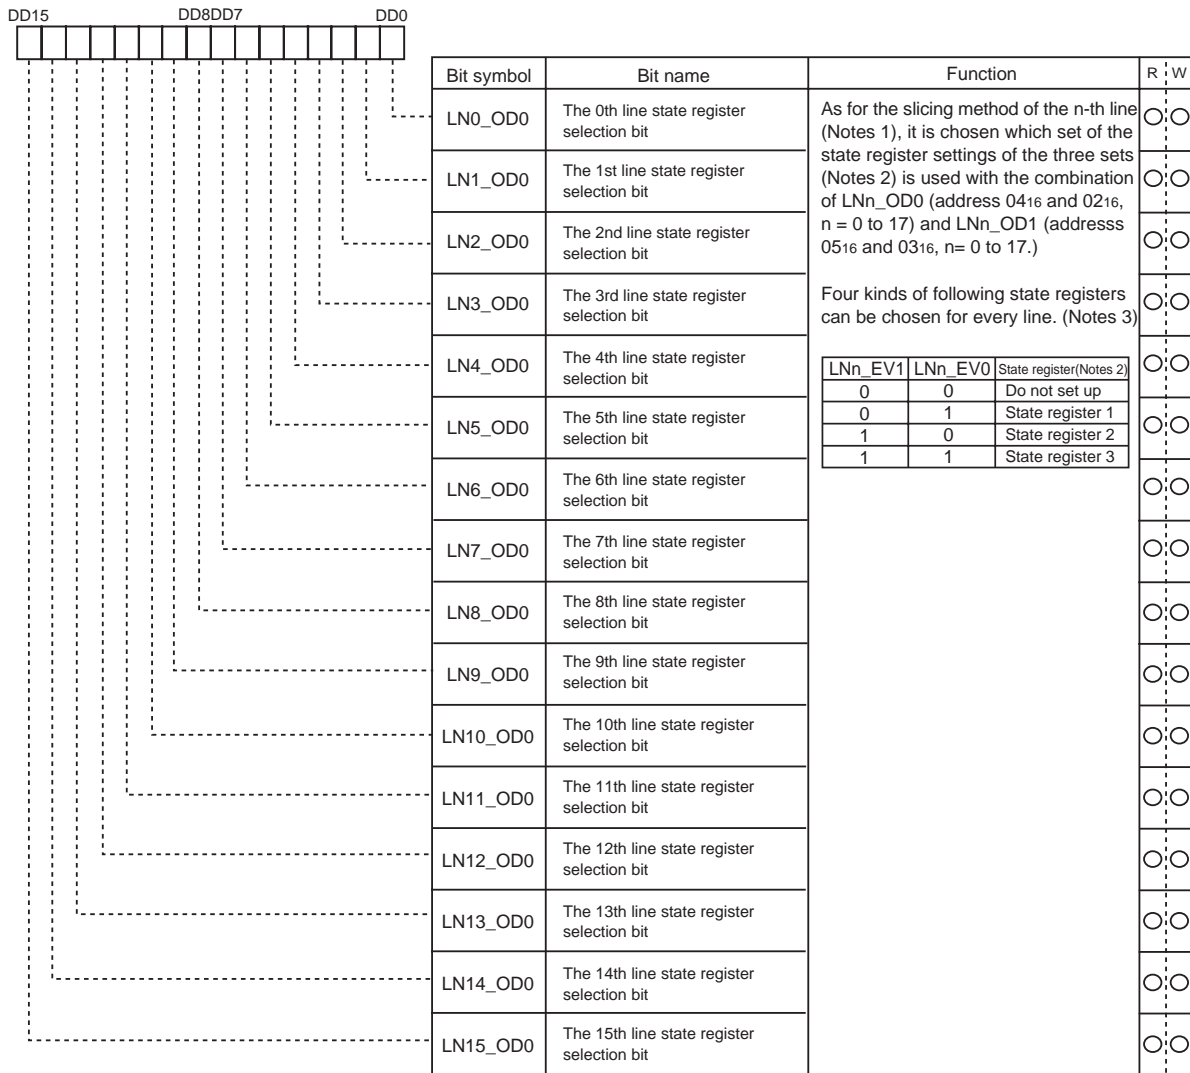 DD15 DD8DD7 DD0
Bit symbol Bit name Function R W
LN0_OD0 The 0th line state register
selection bit
LN1_OD0 The 1st line state register
selection bit
LN2_OD0 The 2nd line state register
selection bit
LN3_OD0 The 3rd line state register
selection bit
LN4_OD0 The 4th line state register
selection bit
LN5_OD0 The 5th line state register
selection bit
LN6_OD0 The 6th line state register
selection bit
LN7_OD0 The 7th line state register
selection bit
LN8_OD0 The 8th line state register
selection bit
LN9_OD0 The 9th line state register
selection bit
LN10_OD0 The 10th line state register
selection bit
LN11_OD0 The 11th line state register
selection bit
LN12_OD0 The 12th line state register
selection bit
LN13_OD0 The 13th line state register
selection bit
LN14_OD0 The 14th line state register
selection bit
LN15_OD0 The 15th line state register
selection bit
As for the slicing method of the n-th line
(Notes 1), it is chosen which set of the
state register settings of the three sets
(Notes 2) is used with the combination
of LNn_OD0 (address 0416 and 0216,
n = 0 to 17) and LNn_OD1 (addresss
0516 and 0316, n= 0 to 17.)
Four kinds of following state registers
can be chosen for every line. (Notes 3)
LNn_EV1 LNn_EV0 State register(Notes 2)
0 0 Do not set up
0 1 State register 1
1 0 State register 2
1 1 State register 3